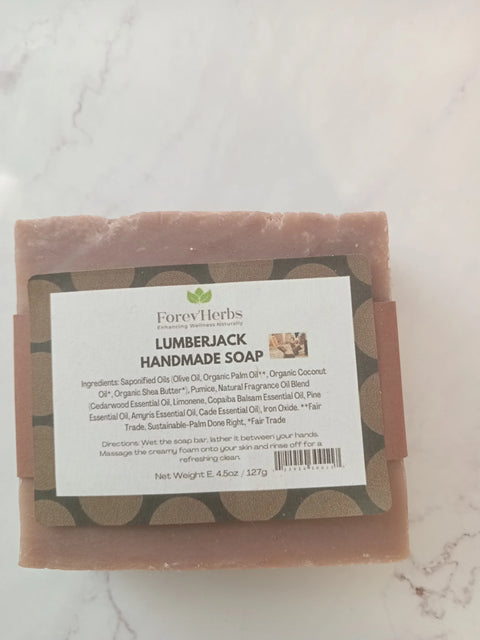 Forev'Herbs
Enhancing Wellness Naturally
LUMBERJACK
HANDMADE SOAP
Ingredients: Saponified Oils (Olive Oil, Organic Palm Oil**, Organic Coconut
Oil*, Organic Shea Butter*), Pumice, Natural Fragrance Oil Blend
(Cedarwood Essential Oil, Limonene, Copaiba Balsam Essential Oil, Pine
Essential Oil, Amyris Essential Oil, Cade Essential Oil), Iron Oxide. **Fair
Trade, Sustainable-Palm Done Right, *Fair Trade
Directions: Wet the soap bar, lather it between your hands.
Massage the creamy foam onto your skin and rinse off for a
refreshing clean.
Net Weight E. 4.5oz / 127g